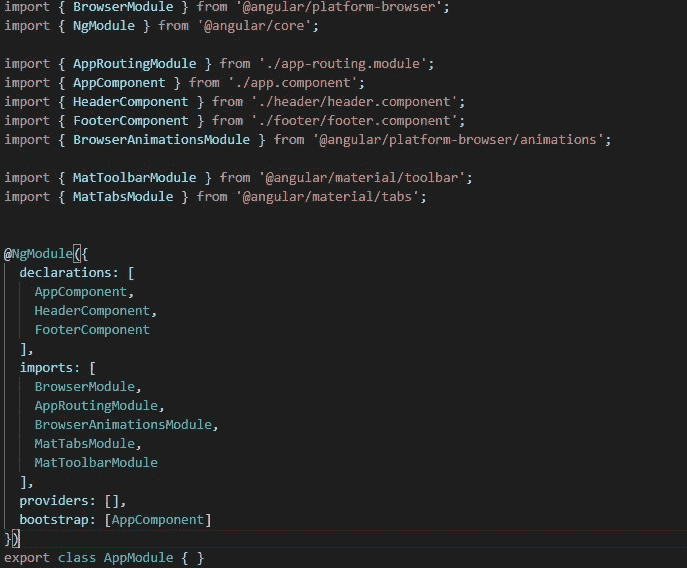 import { BrowserModule } from '@angular/platform-browser';
import { NgModule } from '@angular/core';

import { AppRoutingModule } from './app-routing.module';
import { AppComponent } from './app.component';
import { HeaderComponent } from './header/header.component';
import { FooterComponent } from './footer/footer.component';
import { BrowserAnimationsModule } from '@angular/platform-browser/animations';

import { MatToolbarModule } from '@angular/material/toolbar';
import { MatTabsModule } from '@angular/material/tabs';


@NgModule({
  declarations: [
    AppComponent,
    HeaderComponent,
    FooterComponent
  ],
  imports: [
    BrowserModule,
    AppRoutingModule,
    BrowserAnimationsModule,
    MatTabsModule,
    MatToolbarModule
  ],
  providers: [],
  bootstrap: [AppComponent]
})
export class AppModule { }